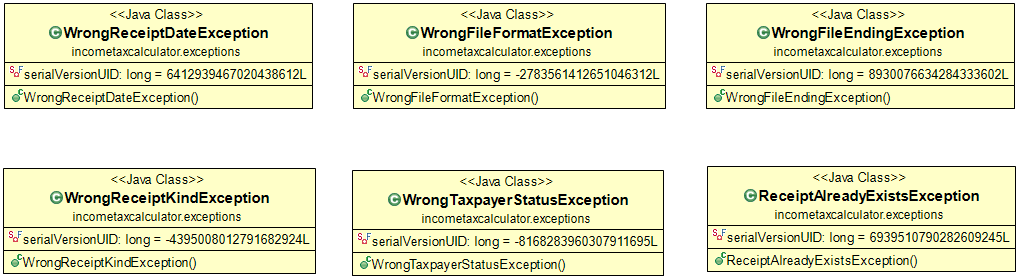 <<Java Class>>
WrongReceiptDateException
incometaxcalculator.exceptions
serialVersionUID: long = 6412939467020438612L
WrongReceiptDateException()
<<Java Class>>
WrongFileFormatException
incometaxcalculator.exceptions
serialVersionUID: long = -2783561412651046312L
WrongFileFormatException()
<<Java Class>>
WrongFileEndingException
incometaxcalculator.exceptions
serialVersionUID: long = 8930076634284333602L
WrongFileEndingException()
<<Java Class>>
WrongReceiptKindException
incometaxcalculator.exceptions
serialVersionUID: long = -4395008012791682924L
WrongReceiptKindException()
<<Java Class>>
WrongTaxpayerStatusException
incometaxcalculator.exceptions
serialVersionUID: long = -8168283960307911695L
WrongTaxpayerStatusException()
<<Java Class>>
ReceiptAlreadyExistsException
incometaxcalculator.exceptions
serialVersionUID: long = 6939510790282609245L
ReceiptAlreadyExistsException()